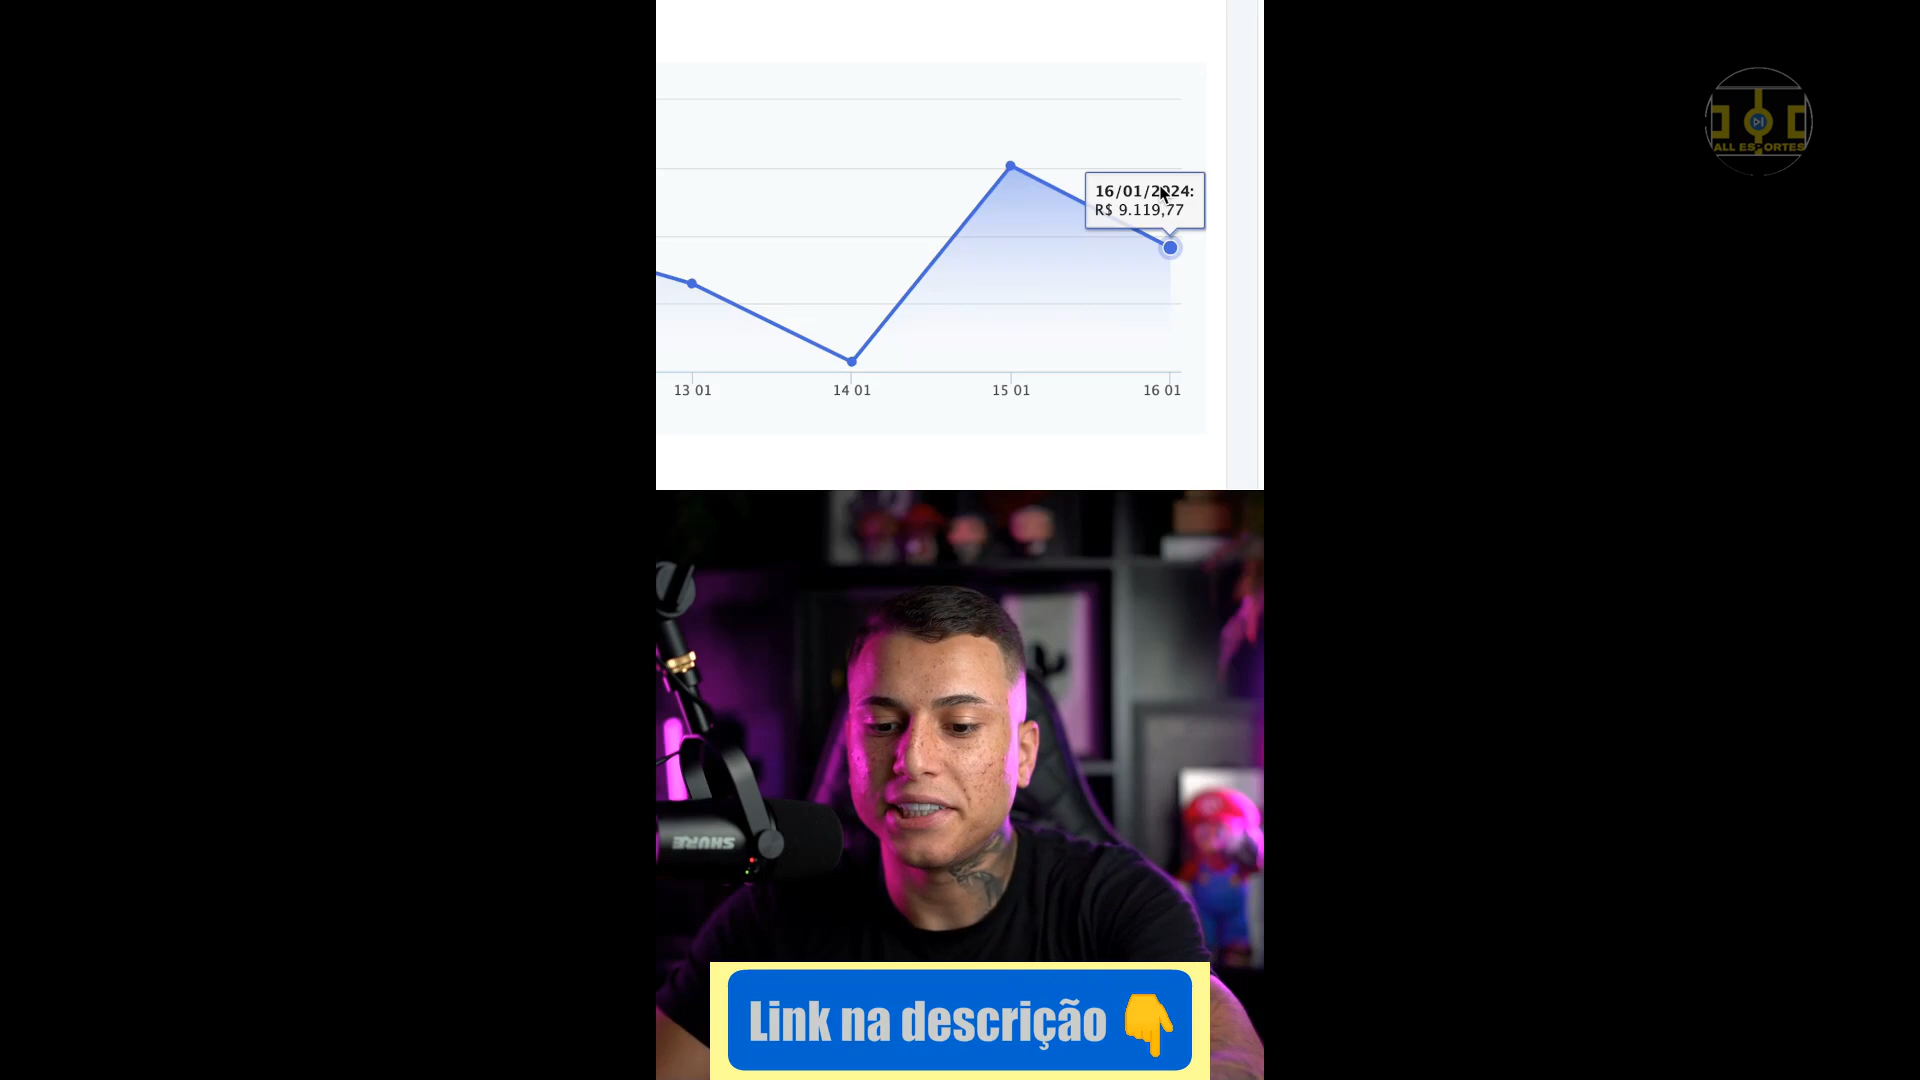 16/01/2024:
R$ 9.119,77
13 01
14 01
15 01
16 01
ALL ESPORTES
SHURE
Link na descrição